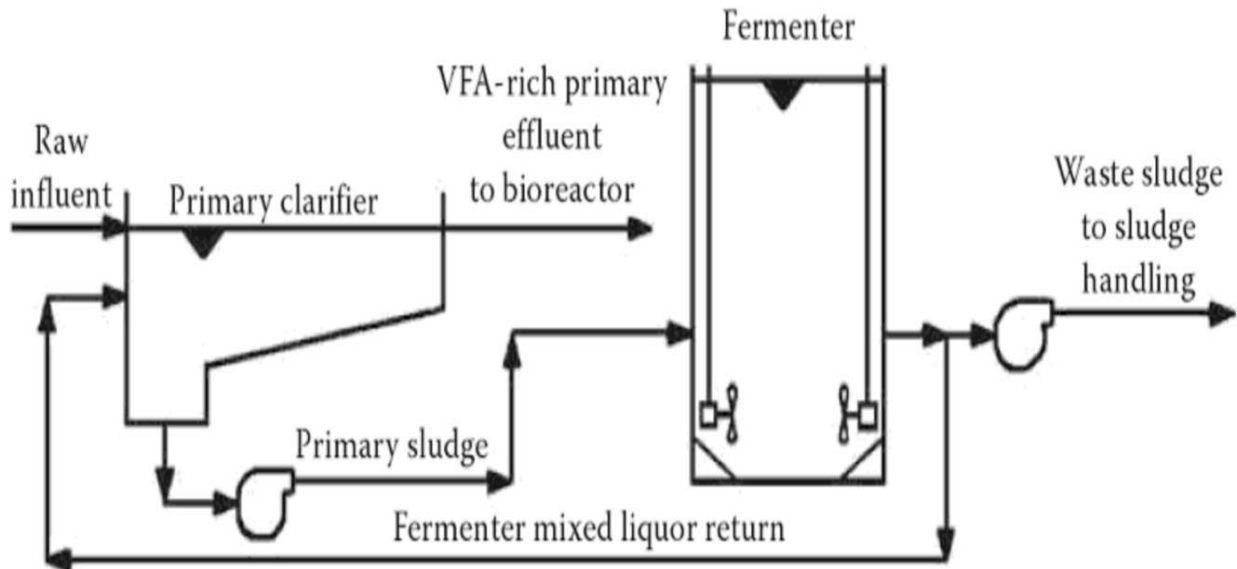 Fermenter
VFA-rich primary
effluent
to bioreactor
Raw
influent
Primary clarifier
Waste sludge
to sludge
handling
Primary sludge
Fermenter mixed liquor return